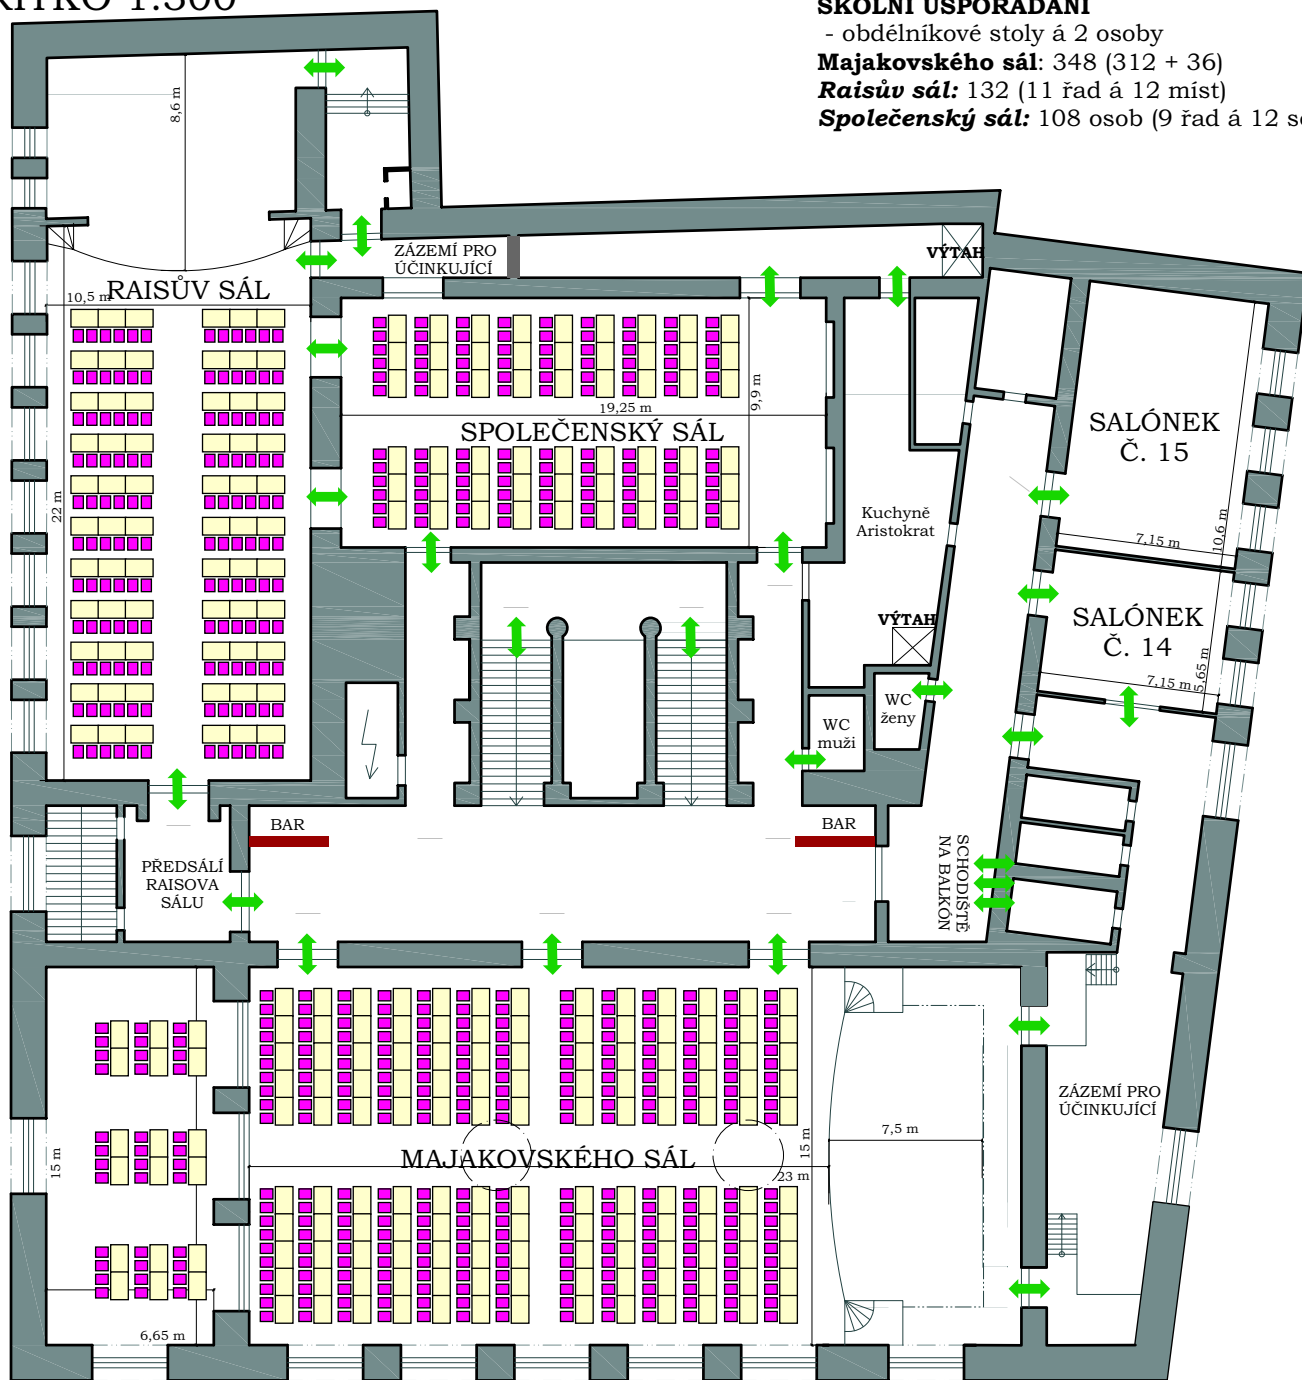 1:300
ŠKOLNÍ USPOŘÁDÁNÍ
- obdélníkové stoly á 2 osoby
Majakovského sál: 348 (312 + 36)
Raisův sál: 132 (11 řad á 12 míst)
Společenský sál: 108 osob (9 řad á 12
8,6 m
ZÁZEMÍ PRO
ÚČINKUJÍCÍ
VÝTAH
RAISŮV SÁL
10,5 m
22 m
19,25 m
9,9 m
SPOLEČENSKÝ SÁL
SALÓNEK
Č. 15
Kuchyně
Aristokrat
7,15 m
10,6 m
SALÓNEK
Č. 14
VÝTAH
7,15 m
5,65 m
WC
ženy
WC
muži
BAR
BAR
PŘEDSÁLÍ
RAISOVA
SÁLU
SCHODIŠTĚ
NA BALKÓN
ZÁZEMÍ PRO
ÚČINKUJÍCÍ
7,5 m
15 m
MAJAKOVSKÉHO SÁL
15 m
23 m
6,65 m